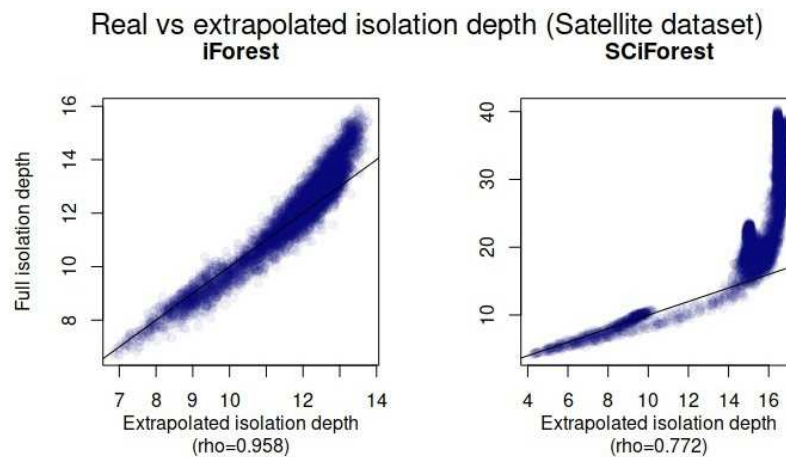 Real vs extrapolated isolation depth (Satellite dataset)
iForest
Full isolation depth
16
14
12
10
8
7 8 9 10 12 14
Extrapolated isolation depth
(rho=0.958)
SCiForest
40
30
20
10
4 6 8 10 12 14 16
Extrapolated isolation depth
(rho=0.772)